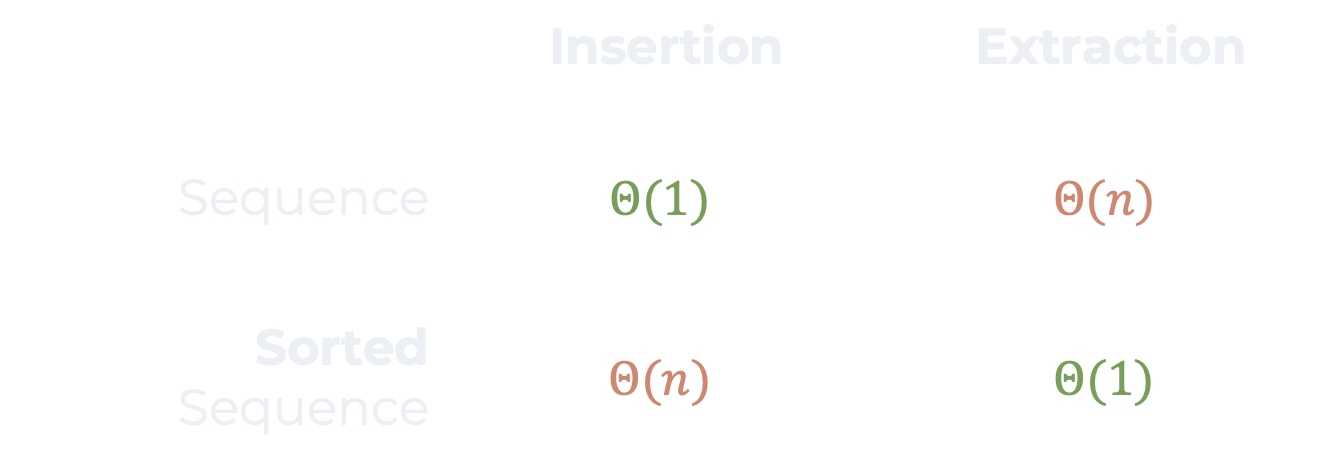 Insertion Extraction
Sequence Θ(1) Θ(n)
Sorted
Sequence Θ(n) Θ(1)